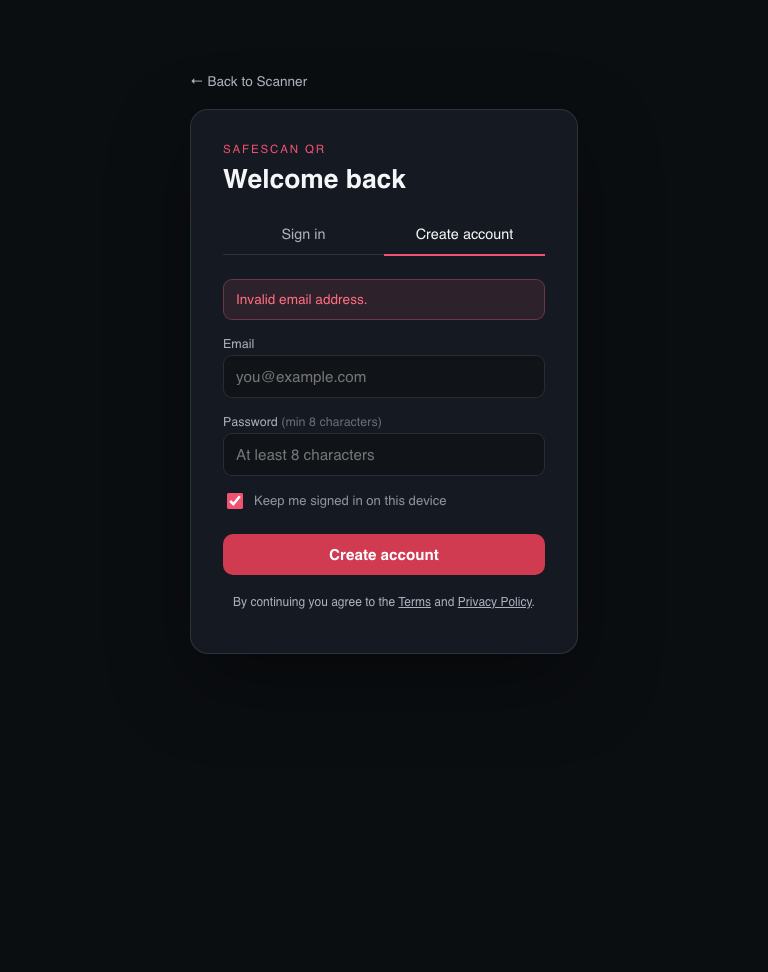 ← Back to Scanner
SAFESCAN QR
Welcome back
Sign in
Create account
Invalid email address.
Email
you@example.com
Password (min 8 characters)
At least 8 characters
Keep me signed in on this device
Create account
By continuing you agree to the Terms and Privacy Policy.